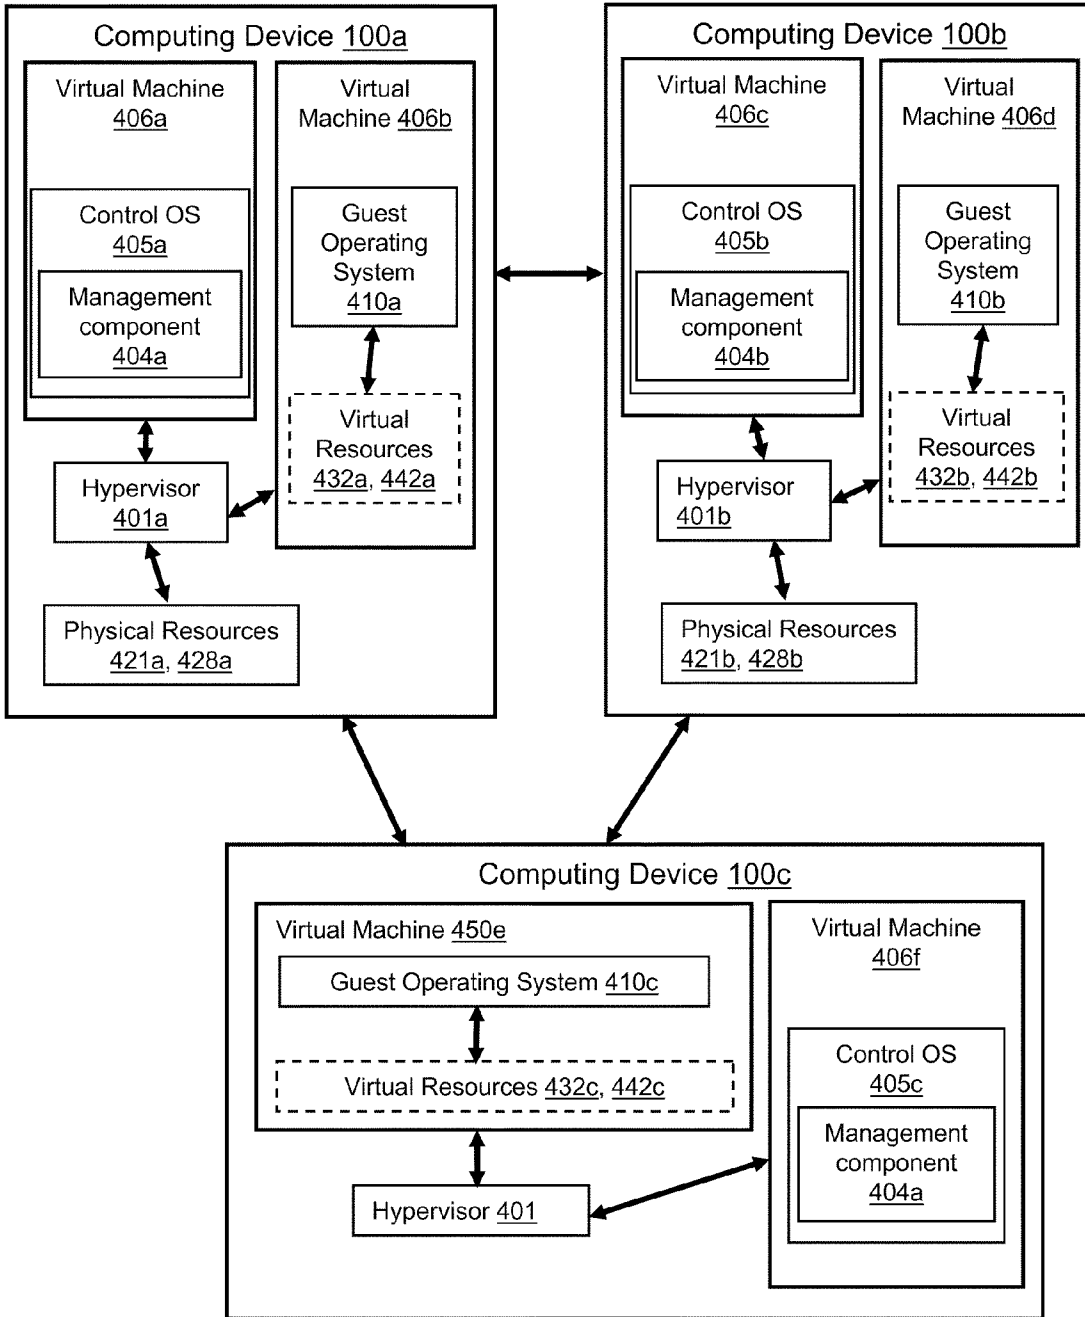 Computing Device 100a
Virtual Machine
406a
Control OS
405a
Management
component
404a
Virtual
Machine 406b
Guest
Operating
System
410a
Virtual
Resources
432a, 442a
Hypervisor
401a
Physical Resources
421a, 428a
Computing Device 100b
Virtual Machine
406c
Control OS
405b
Management
component
404b
Virtual
Machine 406d
Guest
Operating
System
410b
Virtual
Resources
432b, 442b
Hypervisor
401b
Physical Resources
421b, 428b
Computing Device 100c
Virtual Machine 450e
Guest Operating System 410c
Virtual Resources 432c, 442c
Hypervisor 401
Virtual Machine
406f
Control OS
405c
Management
component
404a